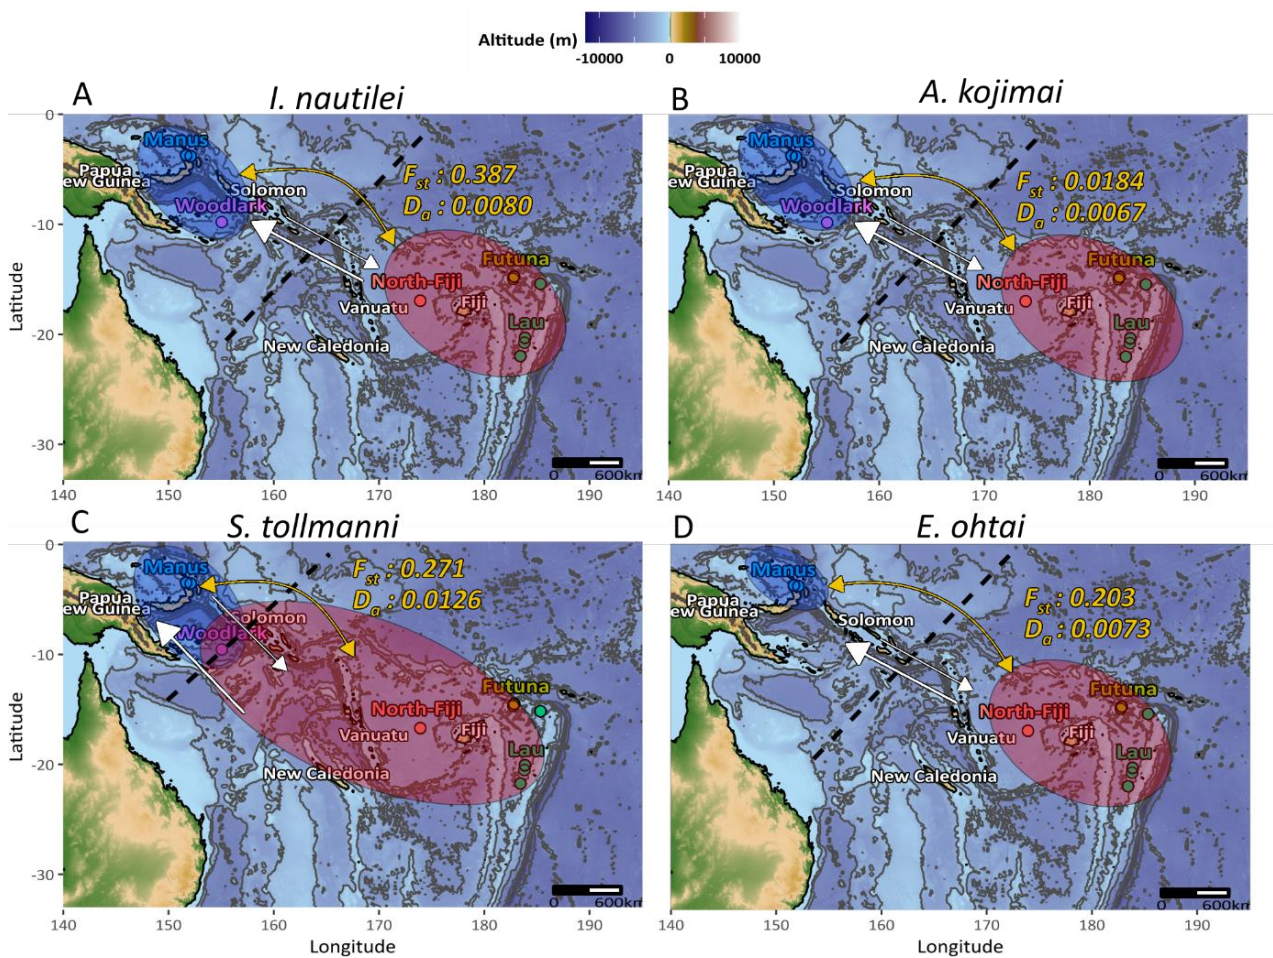 Altitude (m)
-10000 0 10000
A
I. nautilei
B
A. kojimai
0
-10
-20
-30
Latitude
Manus
Papua
ew Guinea
Solomon
Woodlark
Fst : 0.387
Da : 0.0080
Futuna
North-Fiji
Fiji
Vanuatu
Lau
New Caledonia
0 600km
140 150 160 170 180 190
Manus
Papua
ew Guinea
Solomon
Woodlark
Fst : 0.0184
Da : 0.0067
Futuna
North-Fiji
Fiji
Vanuatu
Lau
New Caledonia
0 600km
140 150 160 170 180 190
C
S. tollmanni
D
E. ohtai
0
-10
-20
-30
Latitude
Manus
Papua
ew Guinea
Solomon
Woodlark
Fst : 0.271
Da : 0.0126
Futuna
North-Fiji
Fiji
Vanuatu
Lau
New Caledonia
0 600km
140 150 160 170 180 190
Longitude
Manus
Papua
ew Guinea
Solomon
Fst : 0.203
Da : 0.0073
Futuna
North-Fiji
Fiji
Vanuatu
Lau
New Caledonia
0 600km
140 150 160 170 180 190
Longitude